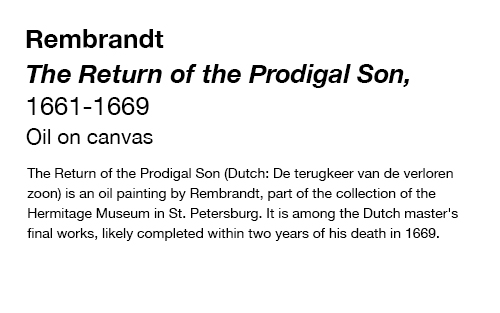 Rembrandt
The Return of the Prodigal Son,
1661-1669
Oil on canvas
The Return of the Prodigal Son (Dutch: De terugkeer van de verloren
zoon) is an oil painting by Rembrandt, part of the collection of the
Hermitage Museum in St. Petersburg. It is among the Dutch master's
final works, likely completed within two years of his death in 1669.